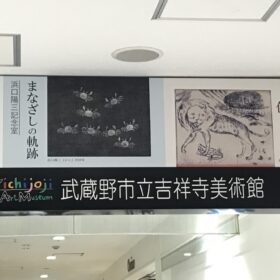 まなざしの軌跡
浜口陽三記念室
Kichijoji
Art Museum
武蔵野市立吉祥寺美術館